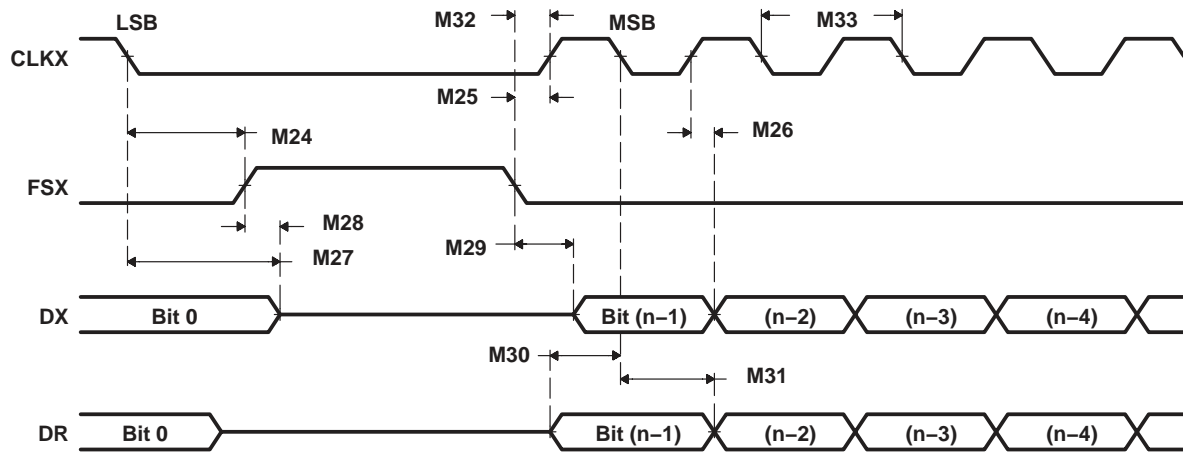 LSB
M32
MSB
M33
CLKX
M25
M24
M26
FSX
M28
M29
M27
DX
Bit 0
Bit (n−1)
(n−2)
(n−3)
(n−4)
M30
M31
DR
Bit 0
Bit (n−1)
(n−2)
(n−3)
(n−4)